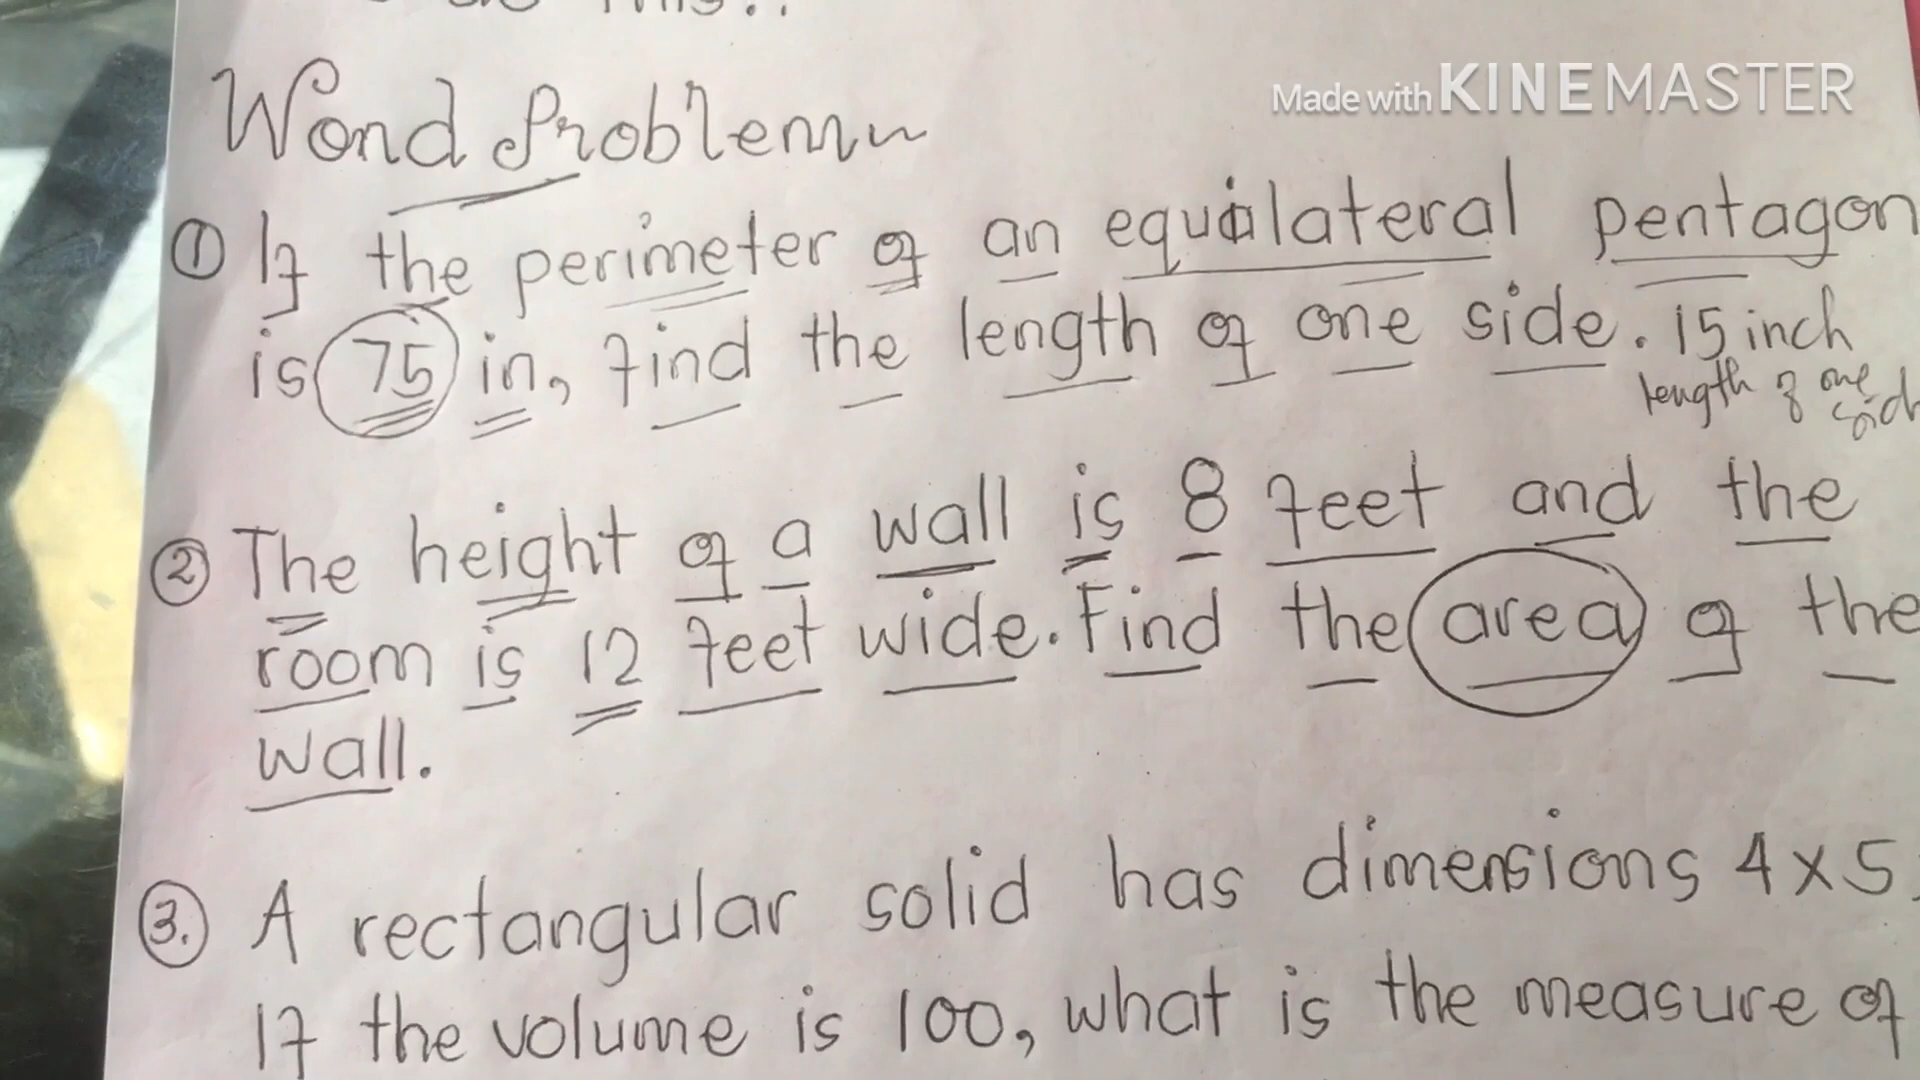 Word Problem
Made with KINEMASTER
① If the perimeter of an equilateral pentagon
is 75 in, find the length of one side. 15 inch
length of one side
② The height of a wall is 8 feet and the
room is 12 feet wide. Find the area of the
wall.
3. A rectangular solid has dimensions 4x5
If the volume is 100, what is the measure of